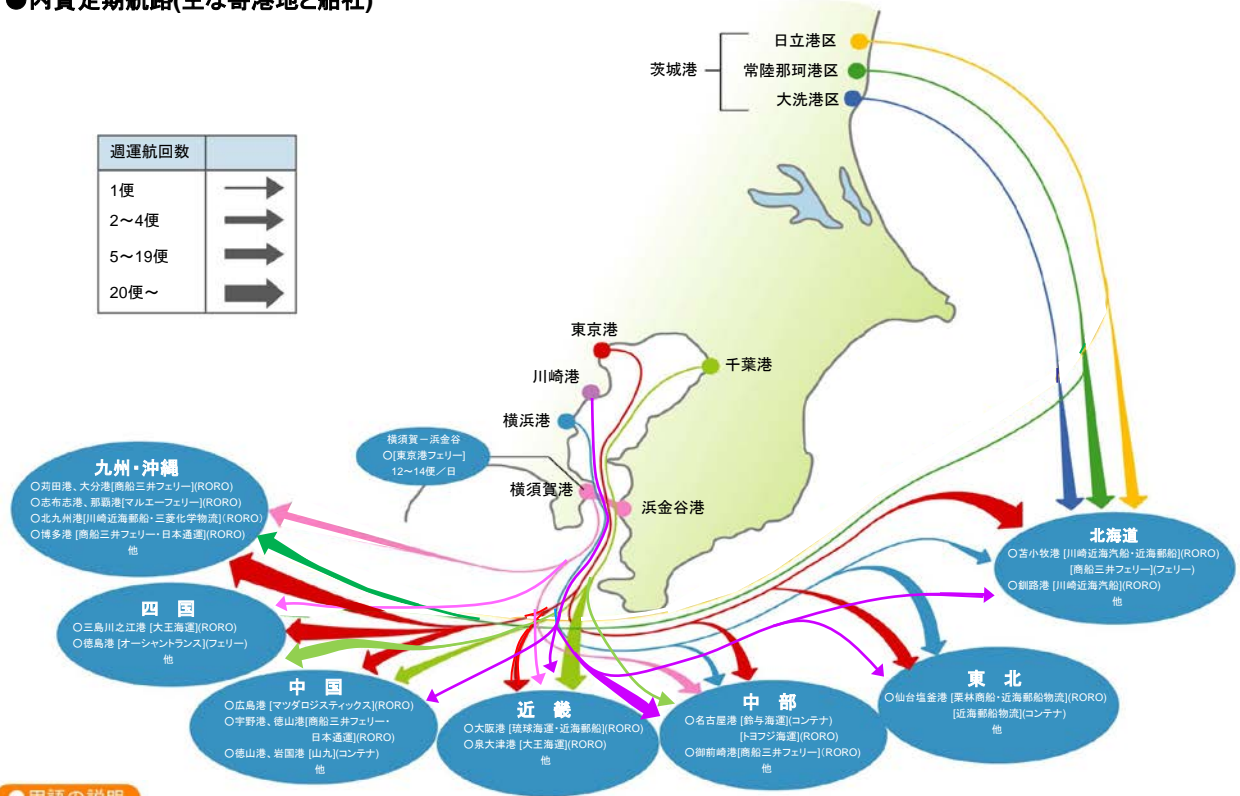 ●内貿定期航路(主な寄港地と船社)
茨城港
日立港区
常陸那珂港区
大洗港区
週運航回数
1便
2～4便
5～19便
20便～
東京港
千葉港
川崎港
横浜港
横須賀－浜金谷
○[東京港フェリー]
12～14便／日
横須賀港
浜金谷港
九州・沖縄
○苅田港、大分港[商船三井フェリー](RORO)
○志布志港、那覇港[マルエーフェリー](RORO)
○北九州港[川崎近海郵船・三菱化学物流](RORO)
○博多港 [商船三井フェリー・日本通運](RORO)
他
四 国
○三島川之江港 [大王海運](RORO)
○徳島港 [オーシャントランス](フェリー)
他
中 国
○広島港 [マツダロジスティックス](RORO)
○宇野港、徳山港[商船三井フェリー・
日本通運](RORO)
○徳山港、岩国港 [山九](コンテナ)
他
近 畿
○大阪港 [琉球海運・近海郵船](RORO)
○泉大津港 [大王海運](RORO)
他
中 部
○名古屋港 [鈴与海運](コンテナ)
[トヨフジ海運](RORO)
○御前崎港[商船三井フェリー](RORO)
他
東 北
○仙台塩釜港 [栗林商船・近海郵船物流](RORO)
[近海郵船物流](コンテナ)
他
北海道
○苫小牧港 [川崎近海汽船・近海郵船](RORO)
[商船三井フェリー](フェリー)
○釧路港 [川崎近海汽船](RORO)
他
●用語の説明